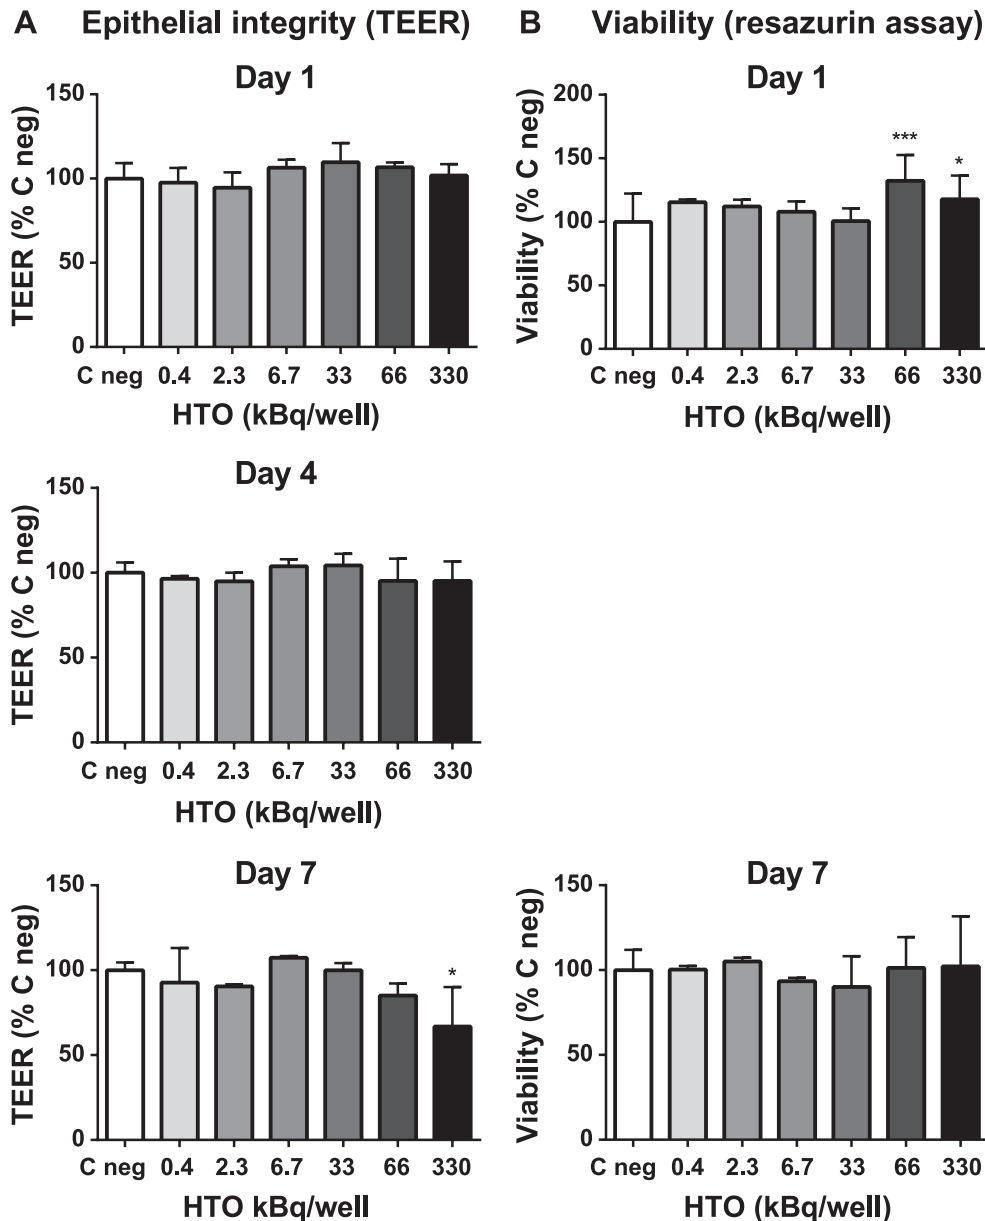 A Epithelial integrity (TEER)
Day 1
TEER (% C neg)
150
100
50
0
C neg 0.4 2.3 6.7 33 66 330
HTO (kBq/well)
Day 4
TEER (% C neg)
150
100
50
0
C neg 0.4 2.3 6.7 33 66 330
HTO (kBq/well)
Day 7
TEER (% C neg)
150
100
50
0
*
C neg 0.4 2.3 6.7 33 66 330
HTO kBq/well
B Viability (resazurin assay)
Day 1
Viability (% C neg)
200
150
100
50
0
*** *
C neg 0.4 2.3 6.7 33 66 330
HTO (kBq/well)
Day 7
Viability (% C neg)
150
100
50
0
C neg 0.4 2.3 6.7 33 66 330
HTO (kBq/well)